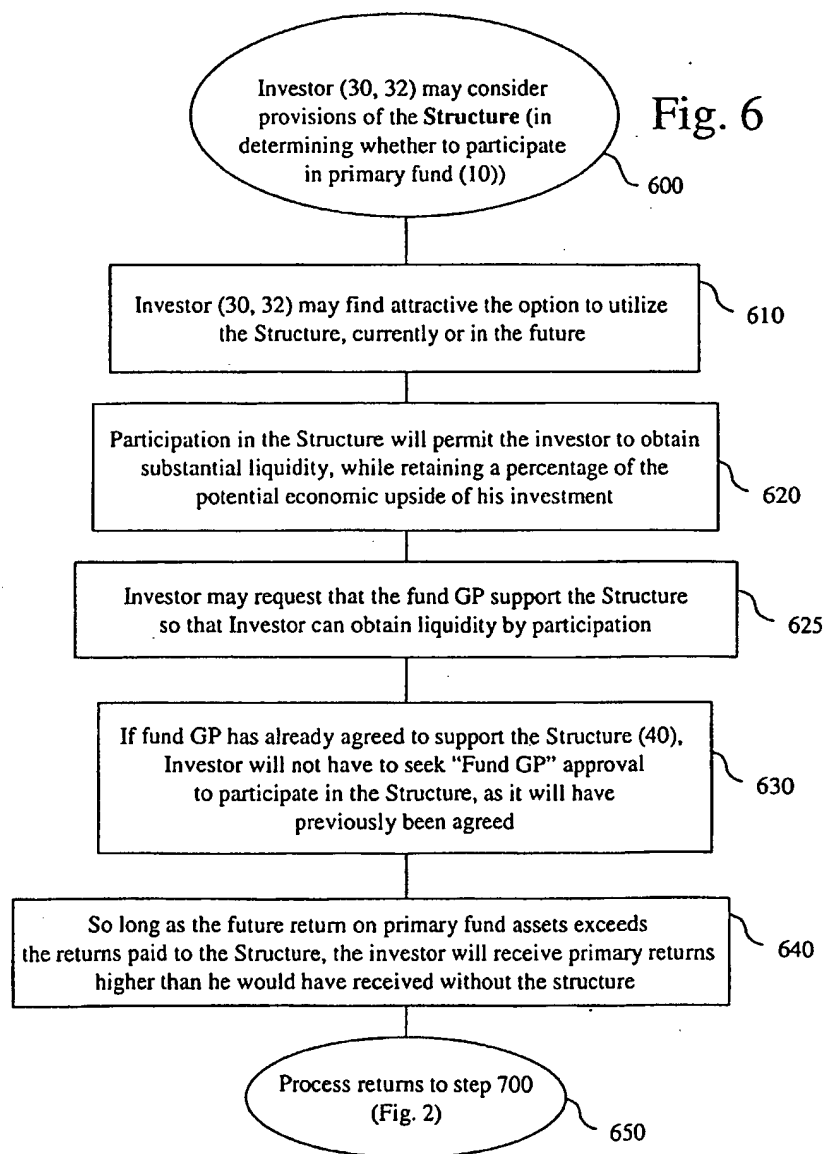 Investor (30, 32) may consider
provisions of the Structure (in
determining whether to participate
in primary fund (10))
Fig. 6
600
Investor (30, 32) may find attractive the option to utilize
the Structure, currently or in the future
610
Participation in the Structure will permit the investor to obtain
substantial liquidity, while retaining a percentage of the
potential economic upside of his investment
620
Investor may request that the fund GP support the Structure
so that Investor can obtain liquidity by participation
625
If fund GP has already agreed to support the Structure (40),
Investor will not have to seek “Fund GP” approval
to participate in the Structure, as it will have
previously been agreed
630
So long as the future return on primary fund assets exceeds
the returns paid to the Structure, the investor will receive primary returns
higher than he would have received without the structure
640
Process returns to step 700
(Fig. 2)
650